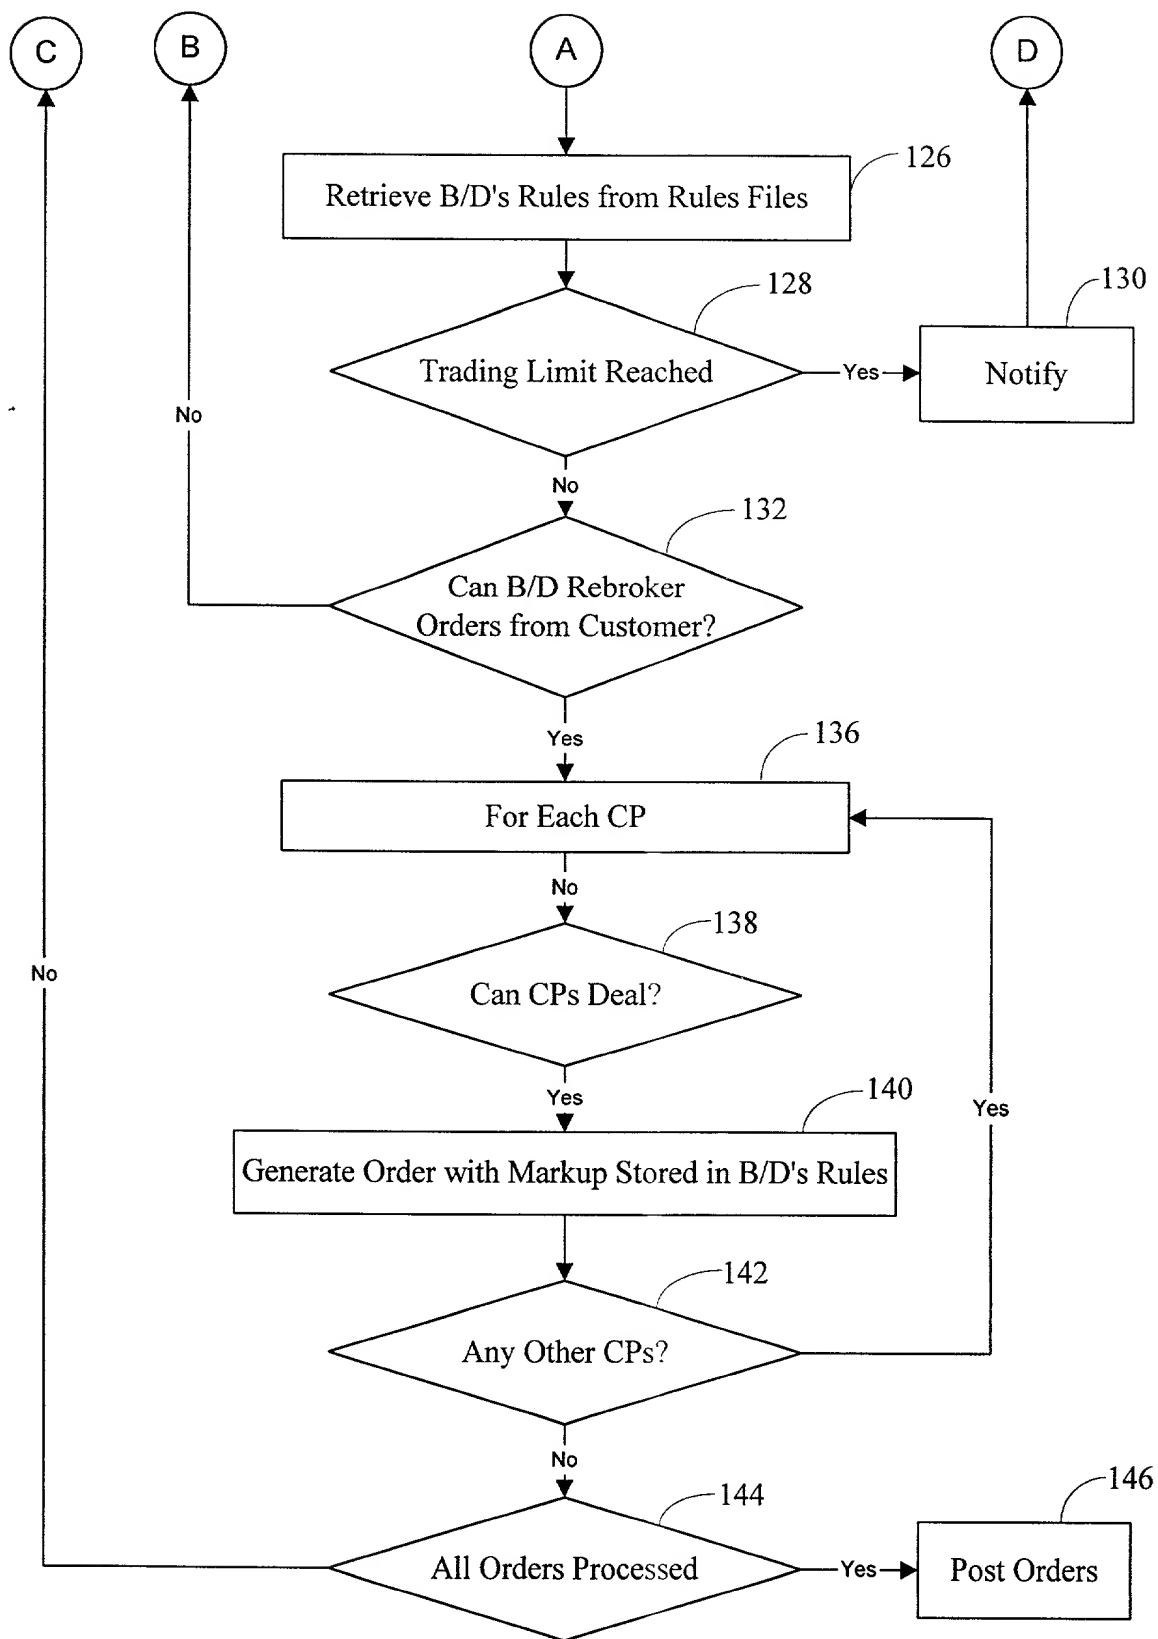 C
B
A
D
126
Retrieve B/D's Rules from Rules Files
128
130
Trading Limit Reached
Yes
Notify
No
No
132
Can B/D Rebroker
Orders from Customer?
Yes
136
For Each CP
No
138
No
Can CPs Deal?
Yes
140
Yes
Generate Order with Markup Stored in B/D's Rules
142
Any Other CPs?
No
144
146
All Orders Processed
Yes
Post Orders